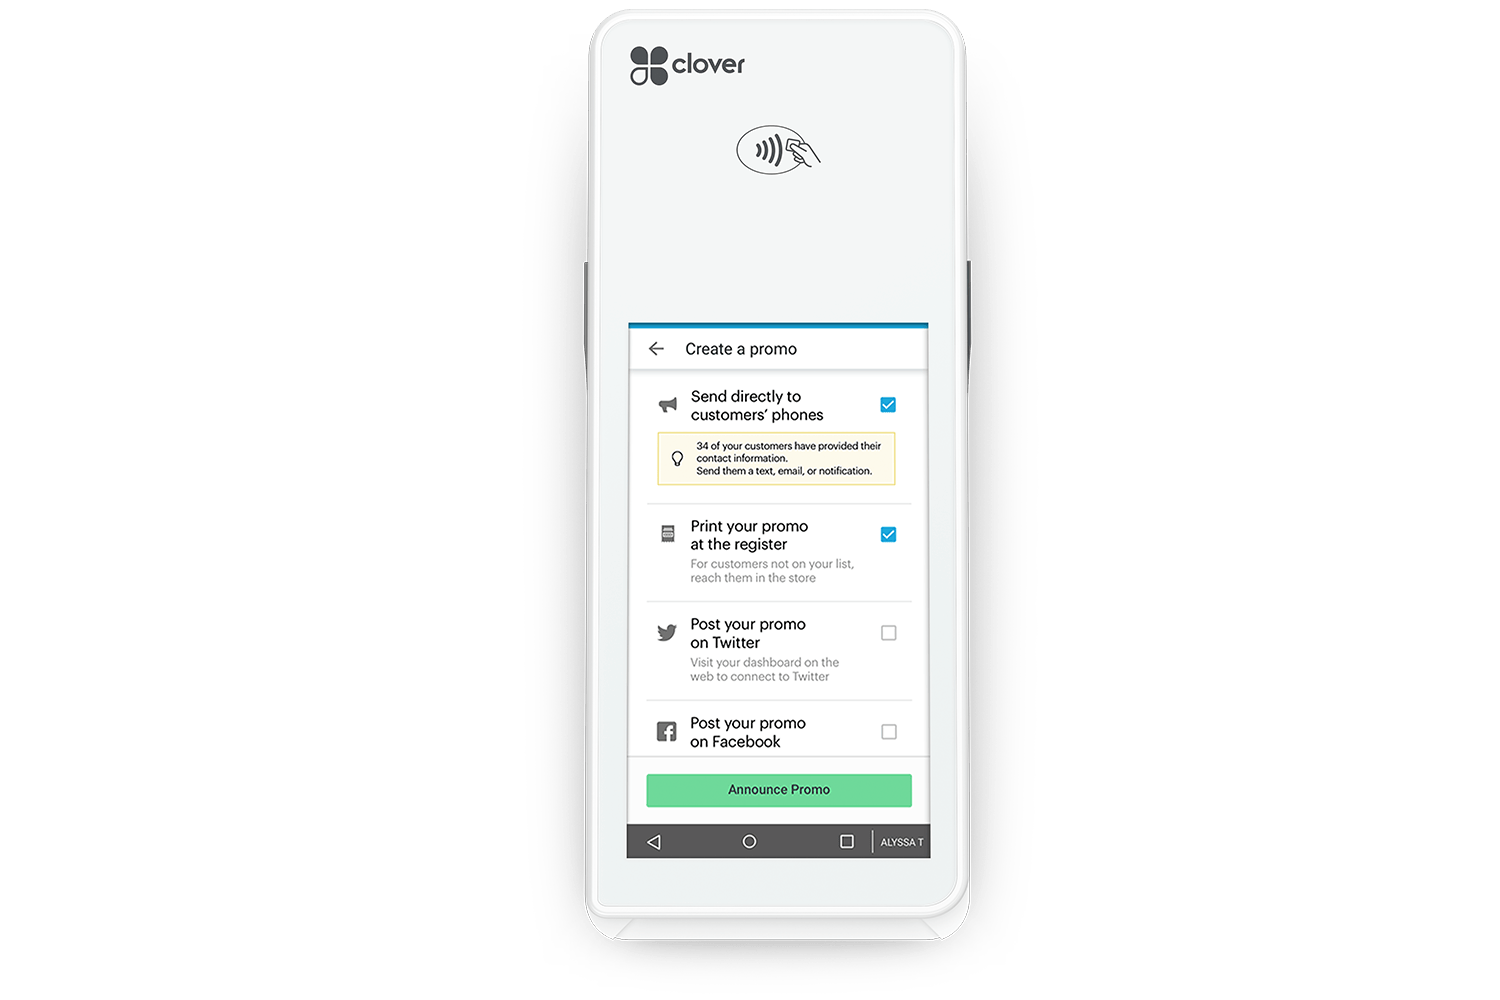 clover
Create a promo
Send directly to
customers’ phones
34 of your customers have provided their
contact information.
Send them a text, email, or notification.
Print your promo
at the register
For customers not on your list,
reach them in the store
Post your promo
on Twitter
Visit your dashboard on the
web to connect to Twitter
Post your promo
on Facebook
Announce Promo
ALYSSA T